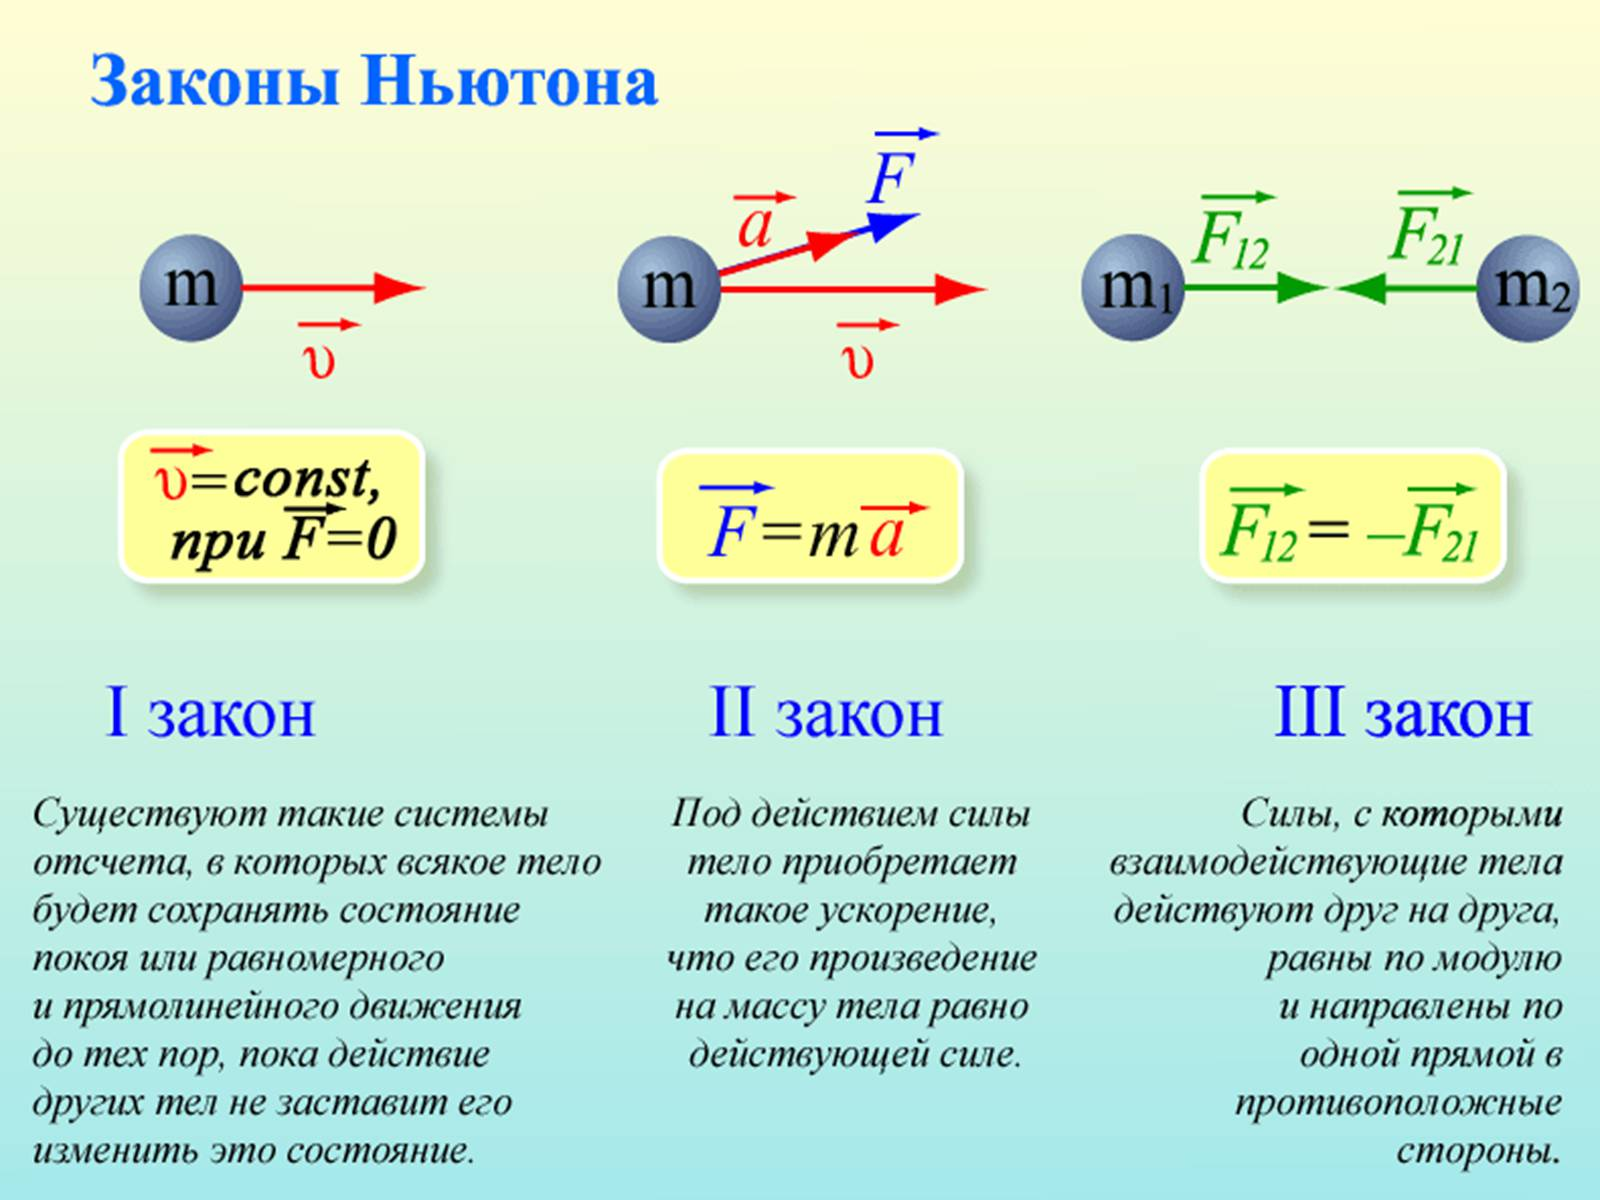 Законы Ньютона
m
υ
m
a
F
υ
m₁
F₁₂
F₂₁
m₂
υ=const,
при F=0
F=ma
F₁₂= –F₂₁
I закон
Существуют такие системы
отсчета, в которых всякое тело
будет сохранять состояние
покоя или равномерного
и прямолинейного движения
до тех пор, пока действие
других тел не заставит его
изменить это состояние.
II закон
Под действием силы
тело приобретает
такое ускорение,
что его произведение
на массу тела равно
действующей силе.
III закон
Силы, с которыми
взаимодействующие тела
действуют друг на друга,
равны по модулю
и направлены по
одной прямой в
противоположные
стороны.